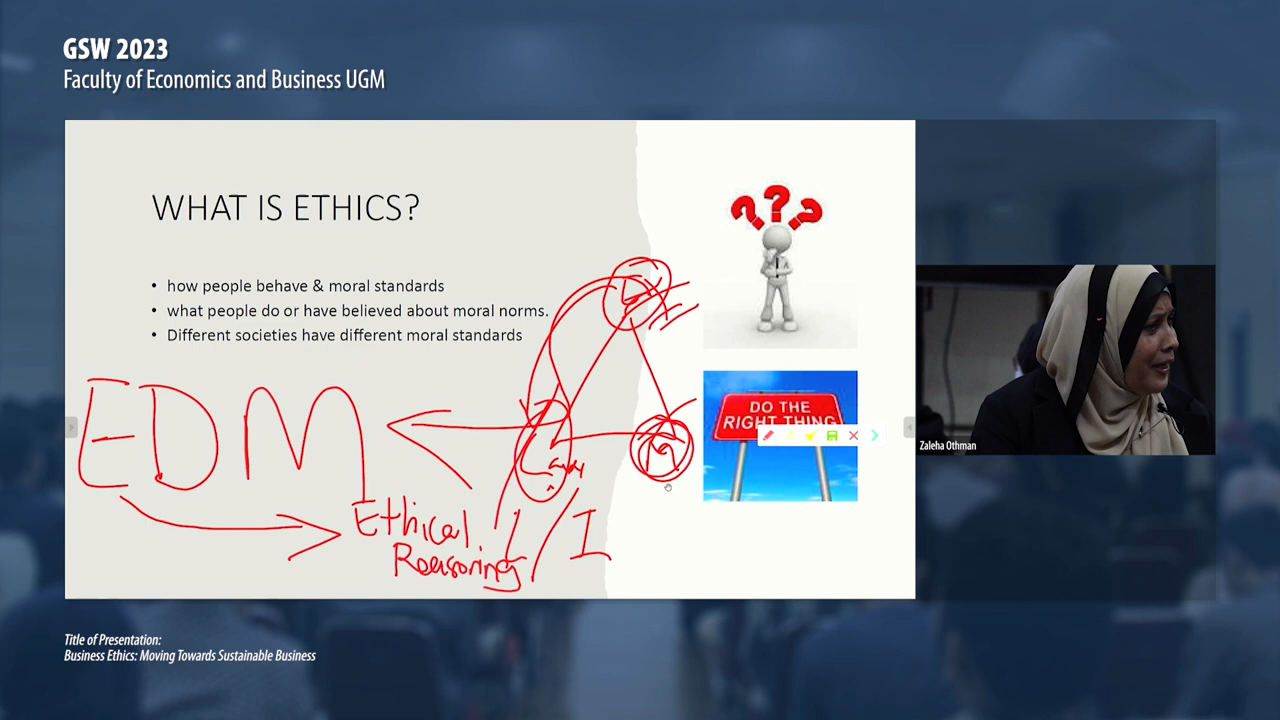 GSW 2023
Faculty of Economics and Business UGM
WHAT IS ETHICS?
• how people behave & moral standards
• what people do or have believed about moral norms.
• Different societies have different moral standards
EDM
Law
M
Ethical
Reasoning
I
???
DO THE
RIGHT THING
Zaleha Othman
Title of Presentation:
Business Ethics: Moving Towards Sustainable Business